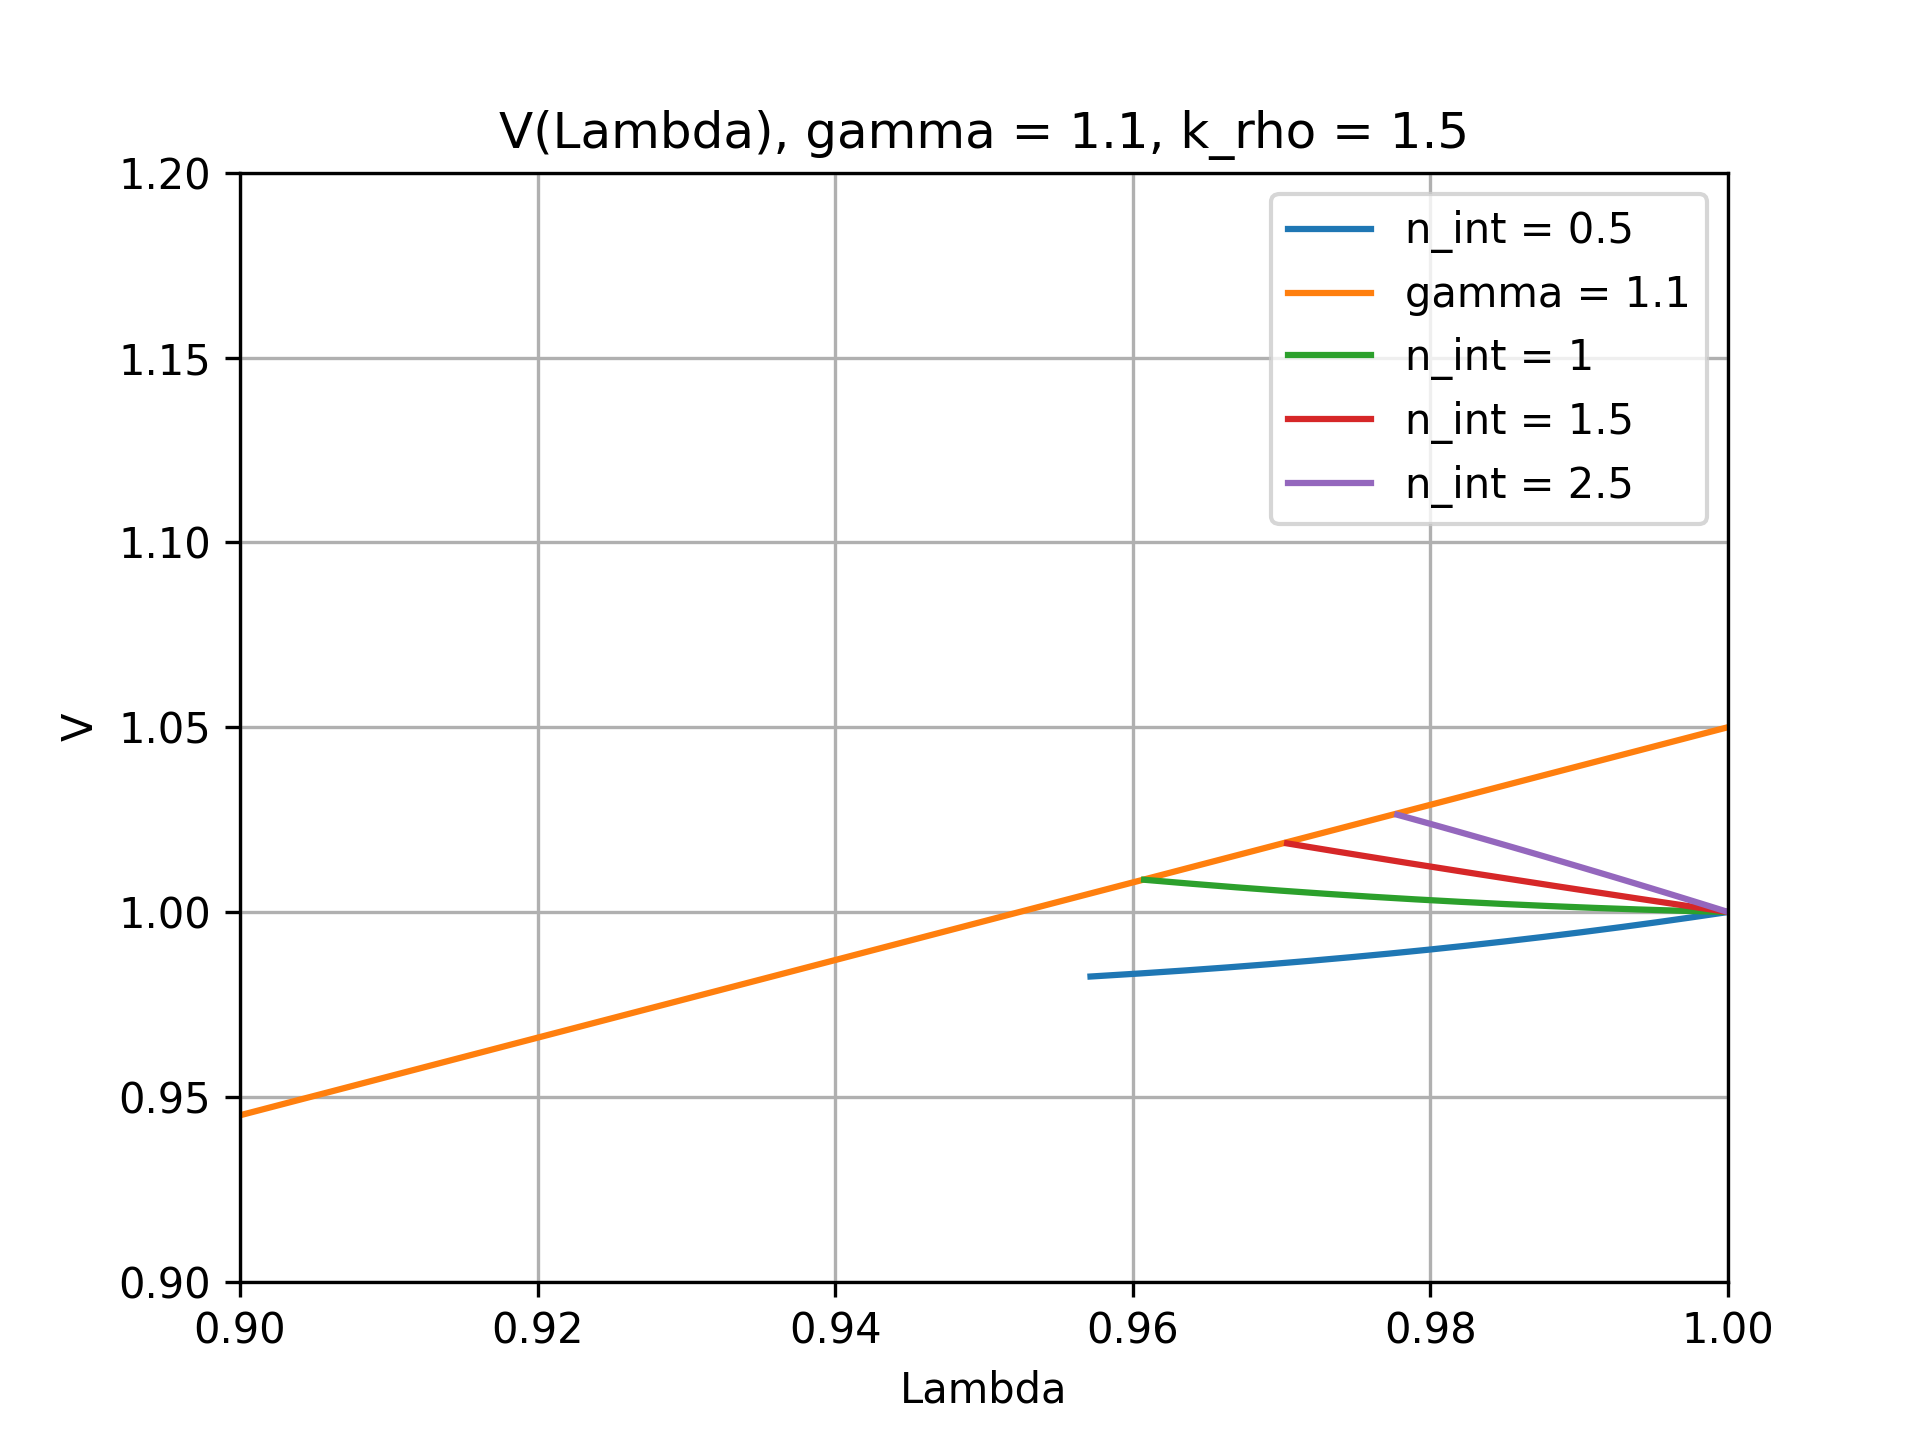 V(Lambda), gamma = 1.1, k_rho = 1.5
1.20
1.15
1.10
1.05
1.00
0.95
0.90
V
n_int = 0.5
gamma = 1.1
n_int = 1
n_int = 1.5
n_int = 2.5
0.90 0.92 0.94 0.96 0.98 1.00
Lambda